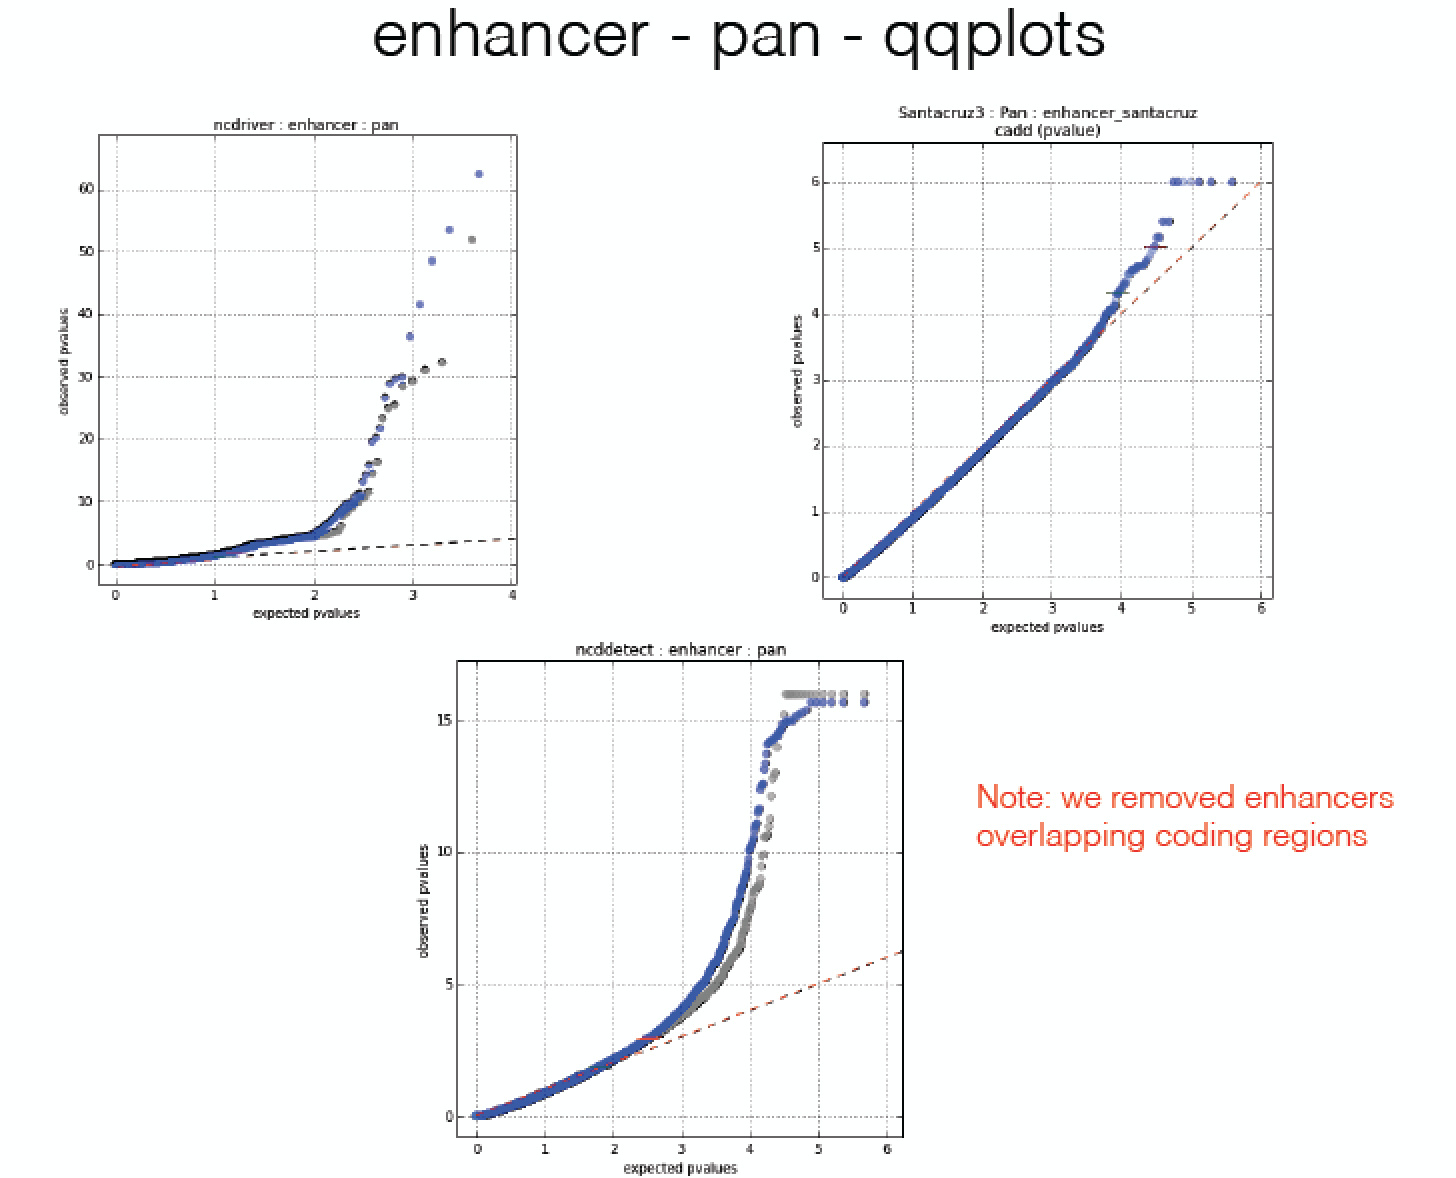 enhancer - pan - qqplots
ncdriver : enhancer : pan
60
50
40
30
20
10
0
observed pvalues
0 1 2 3 4
expected pvalues
Santacruz3 : Pan : enhancer_santacruz
cadd (pvalue)
6
5
4
3
2
1
0
observed pvalues
0 1 2 3 4 5 6
expected pvalues
ncddetect : enhancer : pan
15
10
5
0
observed pvalues
0 1 2 3 4 5 6
expected pvalues
Note: we removed enhancers
overlapping coding regions